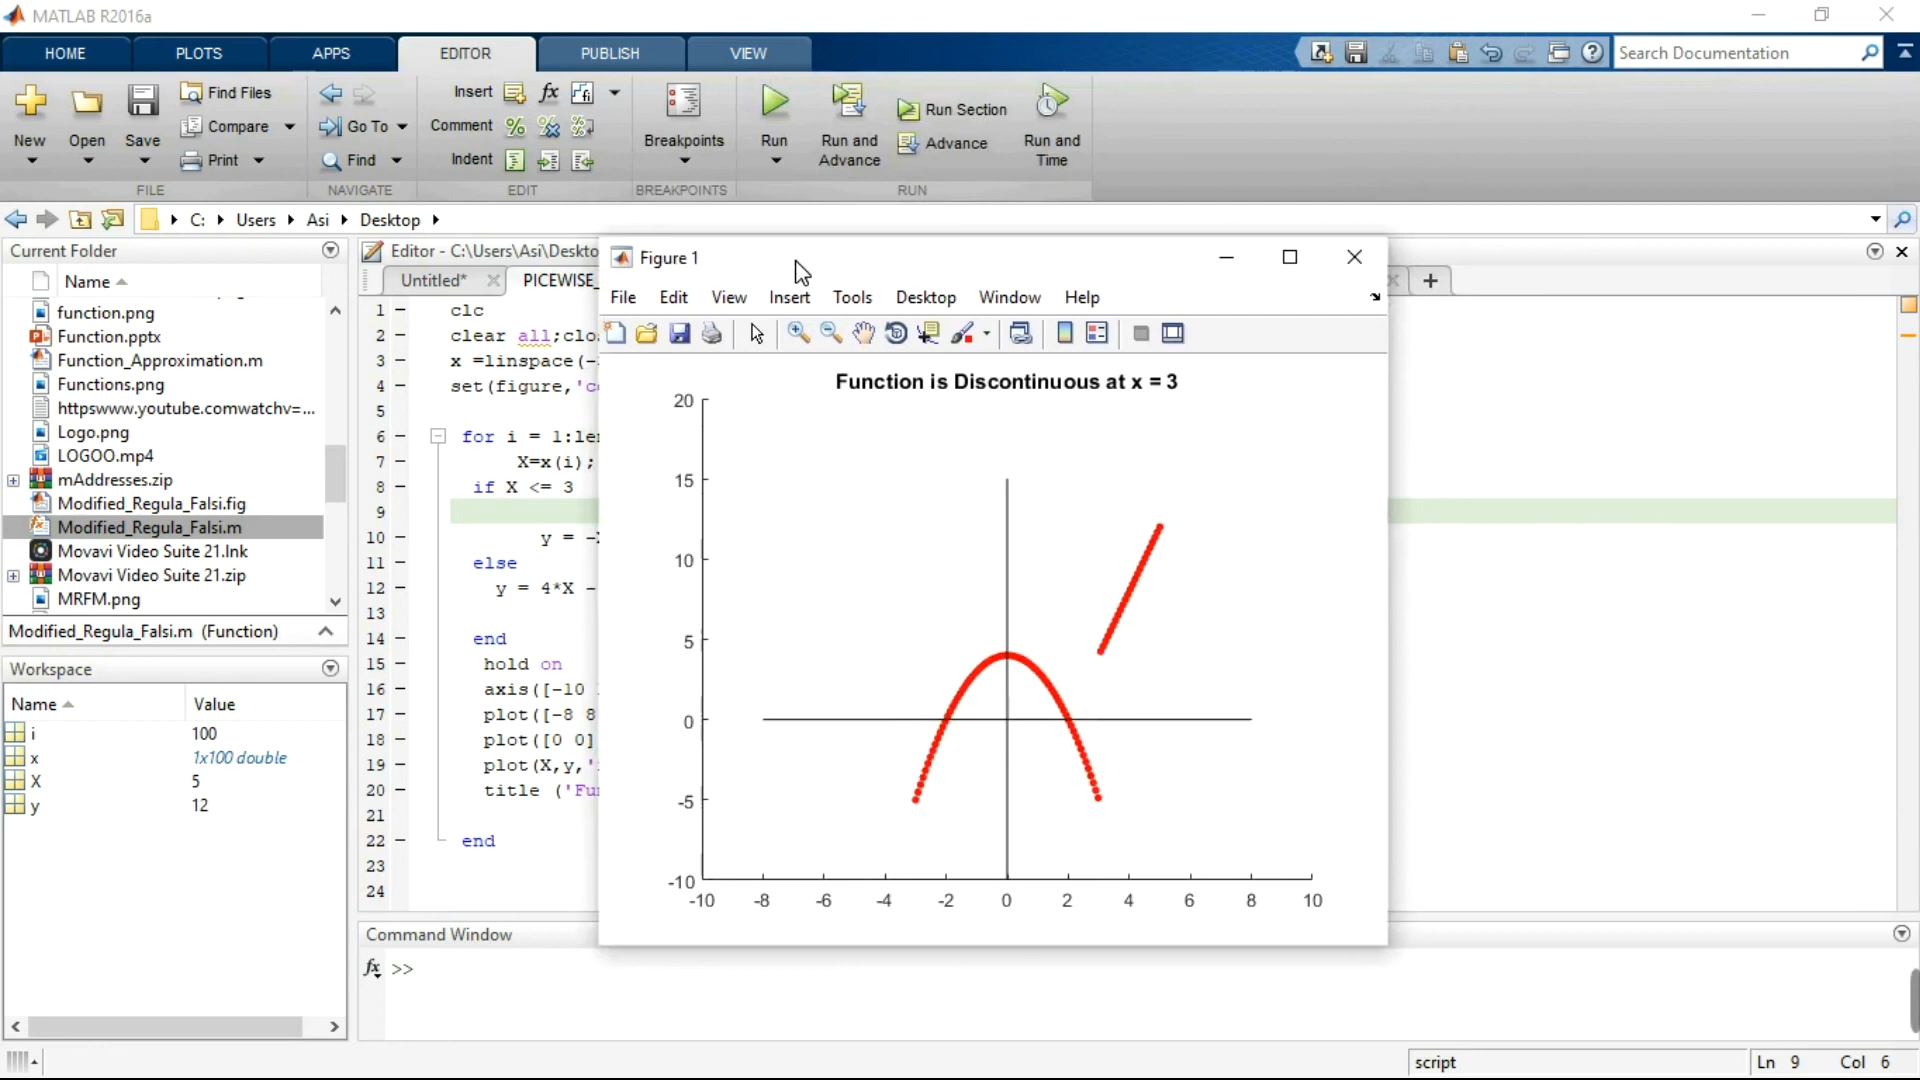 MATLAB R2016a
HOME PLOTS APPS EDITOR PUBLISH VIEW
Search Documentation
New Open Save Find Files Compare Print
Go To Find
Insert fx
Comment
Indent
Breakpoints
Run
Run and Advance
Run Section
Advance
Run and Time
FILE NAVIGATE EDIT BREAKPOINTS RUN
C: Users Asi Desktop
Current Folder
Name
function.png
Function.pptx
Function_Approximation.m
Functions.png
httpswww.youtube.comwatchv=...
Logo.png
LOGOO.mp4
mAddresses.zip
Modified_Regula_Falsi.fig
Modified_Regula_Falsi.m
Movavi Video Suite 21.lnk
Movavi Video Suite 21.zip
MRFM.png
Modified_Regula_Falsi.m (Function)
Workspace
Name Value
i 100
x 1x100 double
X 5
y 12
Editor - C:\Users\Asi\Deskto
Untitled* PICEWISE_
1 clc
2 clear all;clo
3 x =linspace(-
4 set(figure,'c
5
6 for i = 1:le
7 X=x(i);
8 if X <= 3
9
10 y = -
11 else
12 y = 4*X -
13
14 end
15 hold on
16 axis([-10
17 plot([-8 8
18 plot([0 0]
19 plot(X,y,'
20 title ('Fu
21
22 end
23
24
Figure 1
File Edit View Insert Tools Desktop Window Help
Function is Discontinuous at x = 3
20
15
10
5
0
-5
-10
-10 -8 -6 -4 -2 0 2 4 6 8 10
Command Window
fx >>
script Ln 9 Col 6